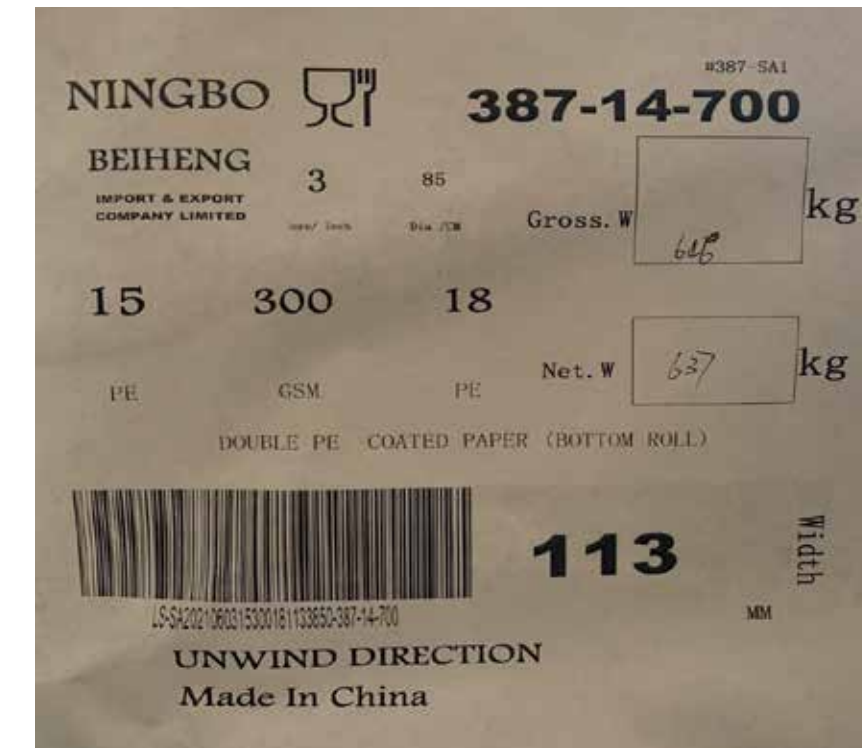 #387-SA1
NINGBO 387-14-700
BEIHENG
IMPORT & EXPORT
COMPANY LIMITED
3 85
Dia /CM
Gross.W kg
15 300 18
PE GSM PE
Net.W 637 kg
DOUBLE PE COATED PAPER (BOTTOM ROLL)
113 Width
MM
UNWIND DIRECTION
Made In China